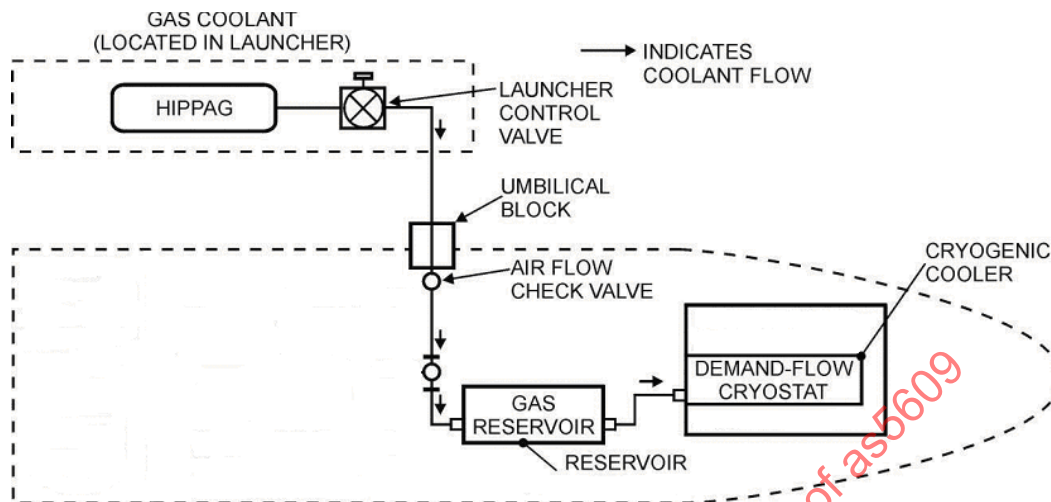 GAS COOLANT
(LOCATED IN LAUNCHER)
INDICATES
COOLANT FLOW
HIPPAG
LAUNCHER
CONTROL
VALVE
UMBILICAL
BLOCK
AIR FLOW
CHECK VALVE
CRYOGENIC
COOLER
DEMAND-FLOW
CRYOSTAT
GAS
RESERVOIR
RESERVOIR
of as5609